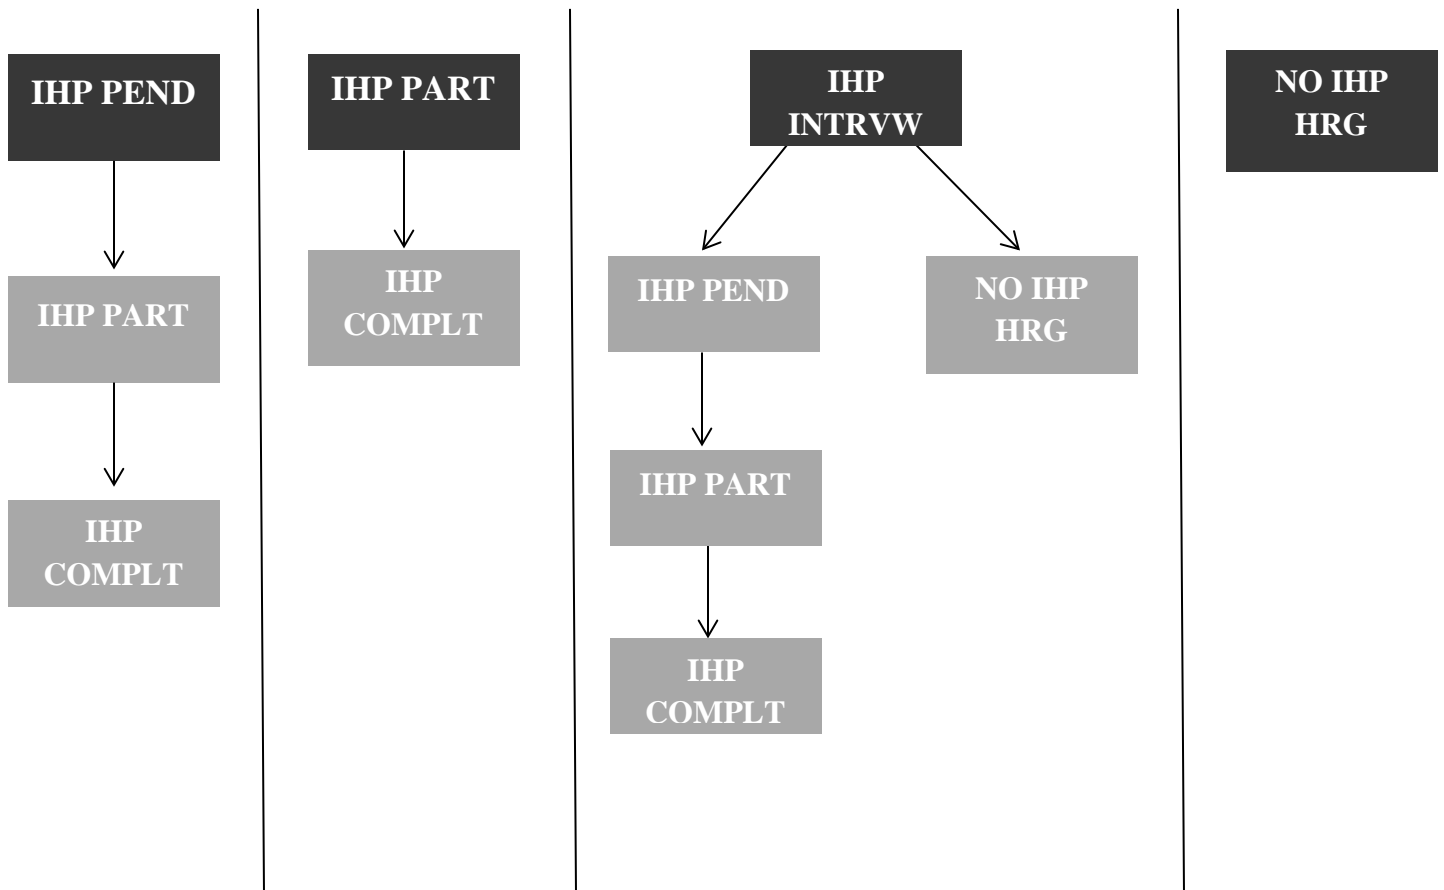 IHP PEND
IHP PART
IHP
COMPLT
IHP PART
IHP
COMPLT
IHP
INTRVW
IHP PEND
IHP PART
IHP
COMPLT
NO IHP
HRG
NO IHP
HRG